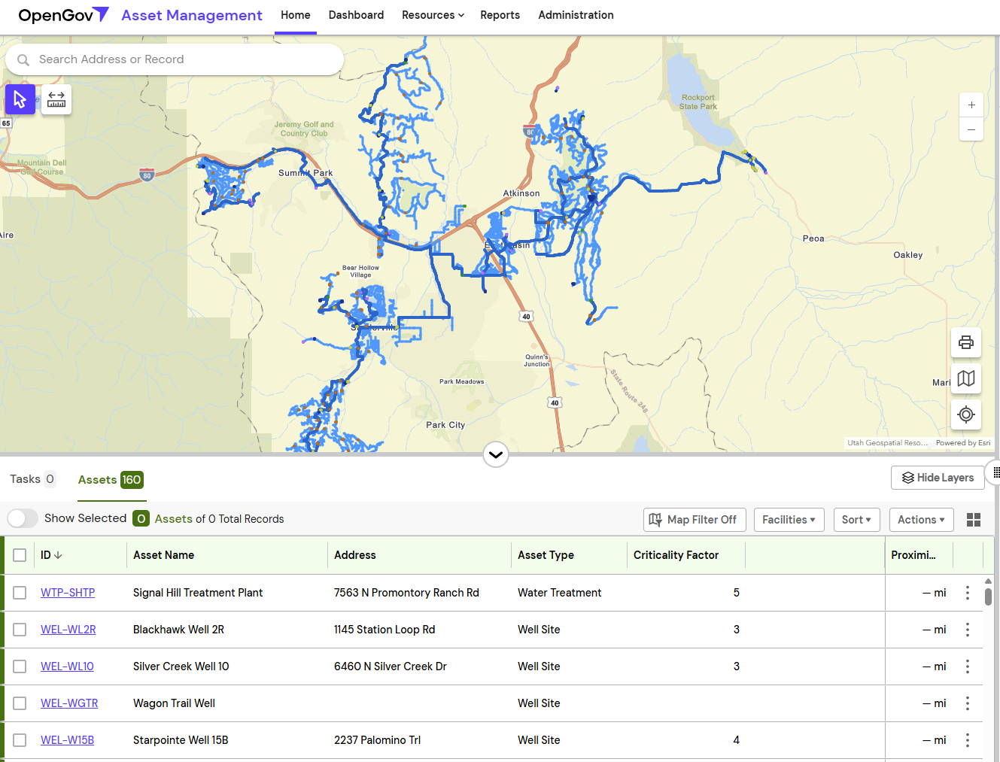 OpenGov Asset Management Home Dashboard Resources Reports Administration
Search Address or Record
Rockport
State Park
65
Jeremy Golf and
Country Club
80
Mountain Dell
Golf Course
80
Summit Park
Atkinson
Aire
Peoa
Oakley
Bear Hollow
Village
40
Quinn's
Junction
State Route 248
Park Meadows
Mari
40
Park City
Utah Geospatial Reso... Powered by Esri
Tasks 0 Assets 160 Hide Layers
Show Selected 0 Assets of 0 Total Records Map Filter Off Facilities Sort Actions
ID Asset Name Address Asset Type Criticality Factor Proximi...
WTP-SHTP Signal Hill Treatment Plant 7563 N Promontory Ranch Rd Water Treatment 5 — mi
WEL-WL2R Blackhawk Well 2R 1145 Station Loop Rd Well Site 3 — mi
WEL-WL10 Silver Creek Well 10 6460 N Silver Creek Dr Well Site 3 — mi
WEL-WGTR Wagon Trail Well Well Site — mi
WEL-W15B Starpointe Well 15B 2237 Palomino Trl Well Site 4 — mi